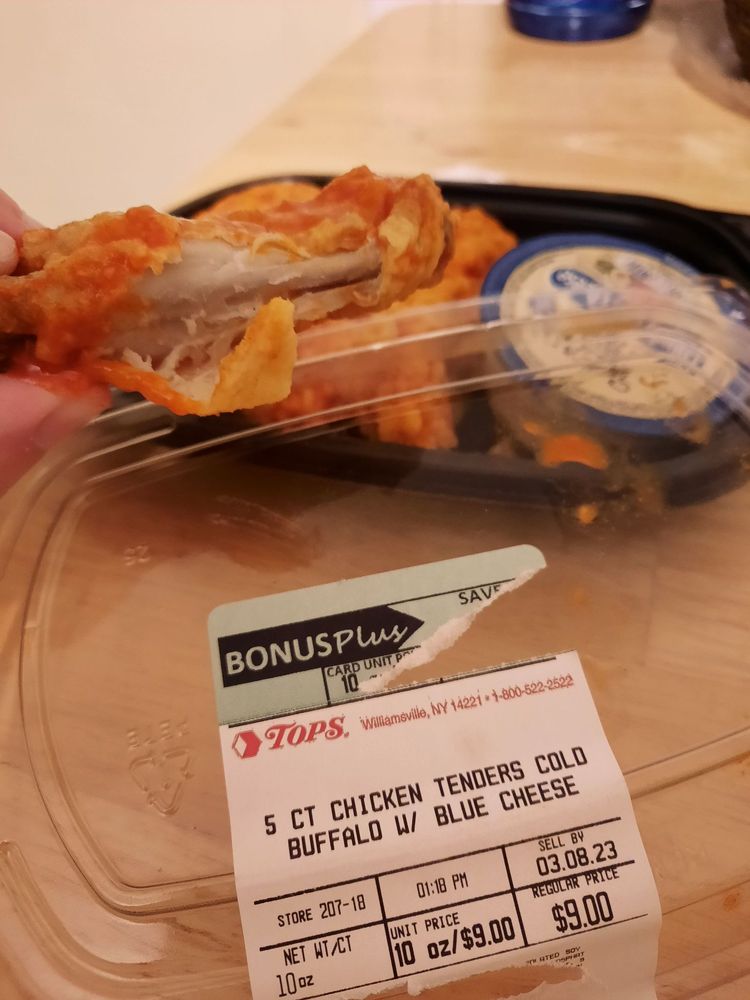 SAVE
BONUSPlus
CARD UNIT
10
TOPS. Williamsville, NY 14221 • 1-800-522-2522
5 CT CHICKEN TENDERS COLD
BUFFALO W/ BLUE CHEESE
STORE 207-18
01:18 PM
SELL BY
03.08.23
NET WT/CT
10oz
UNIT PRICE
10 oz/$9.00
REGULAR PRICE
$9.00